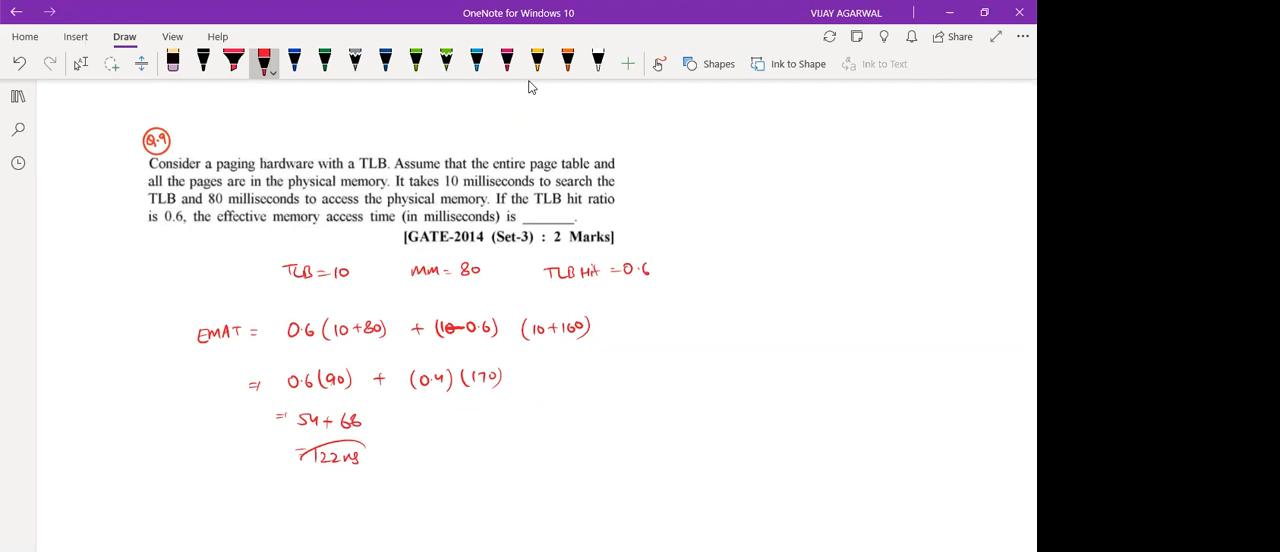 OneNote for Windows 10
VIJAY AGARWAL
Home Insert Draw View Help
Share
Shapes Ink to Shape Ink to Text
Q.9
Consider a paging hardware with a TLB. Assume that the entire page table and
all the pages are in the physical memory. It takes 10 milliseconds to search the
TLB and 80 milliseconds to access the physical memory. If the TLB hit ratio
is 0.6, the effective memory access time (in milliseconds) is _______.
[GATE-2014 (Set-3) : 2 Marks]
TLB = 10 MM = 80 TLB Hit = 0.6
EMAT = 0.6 (10+80) + (1-0.6) (10+160)
⇒ 0.6 (90) + (0.4) (170)
= 54 + 68
= 122 ms